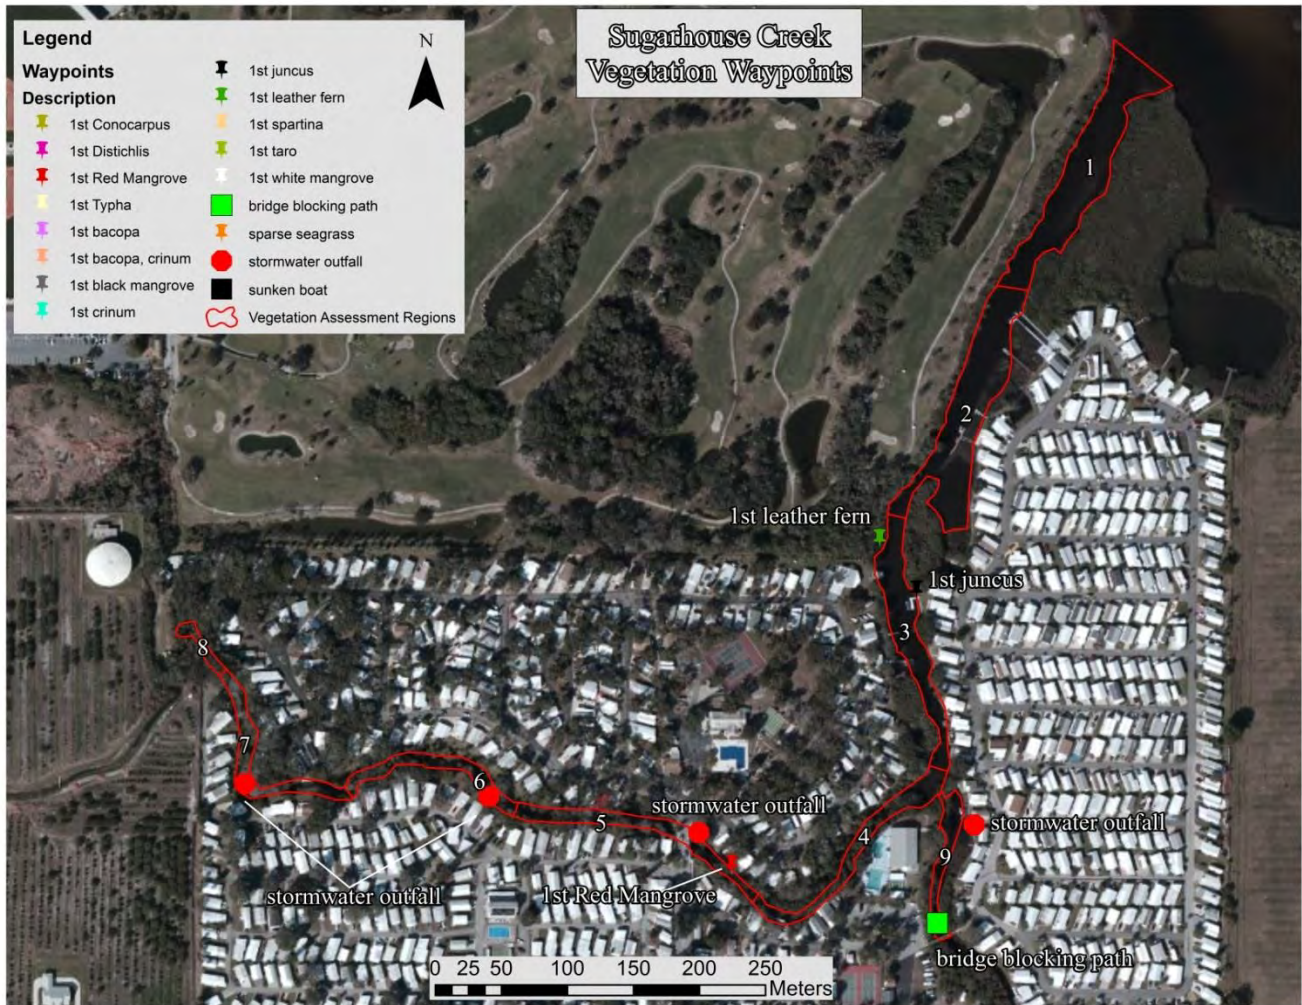 Sugarhouse Creek
Vegetation Waypoints
Legend
Waypoints
Description
1st Conocarpus
1st Distichlis
1st Red Mangrove
1st Typha
1st bacopa
1st bacopa, crinum
1st black mangrove
1st crinum
1st juncus
1st leather fern
1st spartina
1st taro
1st white mangrove
bridge blocking path
sparse seagrass
stormwater outfall
sunken boat
Vegetation Assessment Regions
N
1
2
1st leather fern
1st juncus
3
8
7
6
5
stormwater outfall
stormwater outfall
4
9
1st Red Mangrove
stormwater outfall
bridge blocking path
0 25 50 100 150 200 250
Meters